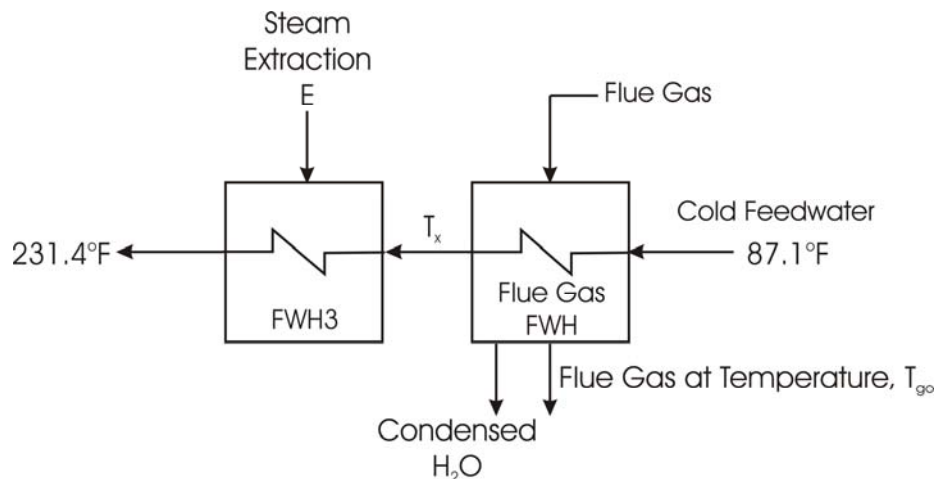 Steam
Extraction
E
Flue Gas
Cold Feedwater
231.4°F
Tx
87.1°F
Flue Gas
FWH
FWH3
Flue Gas at Temperature, Tgo
Condensed
H2O